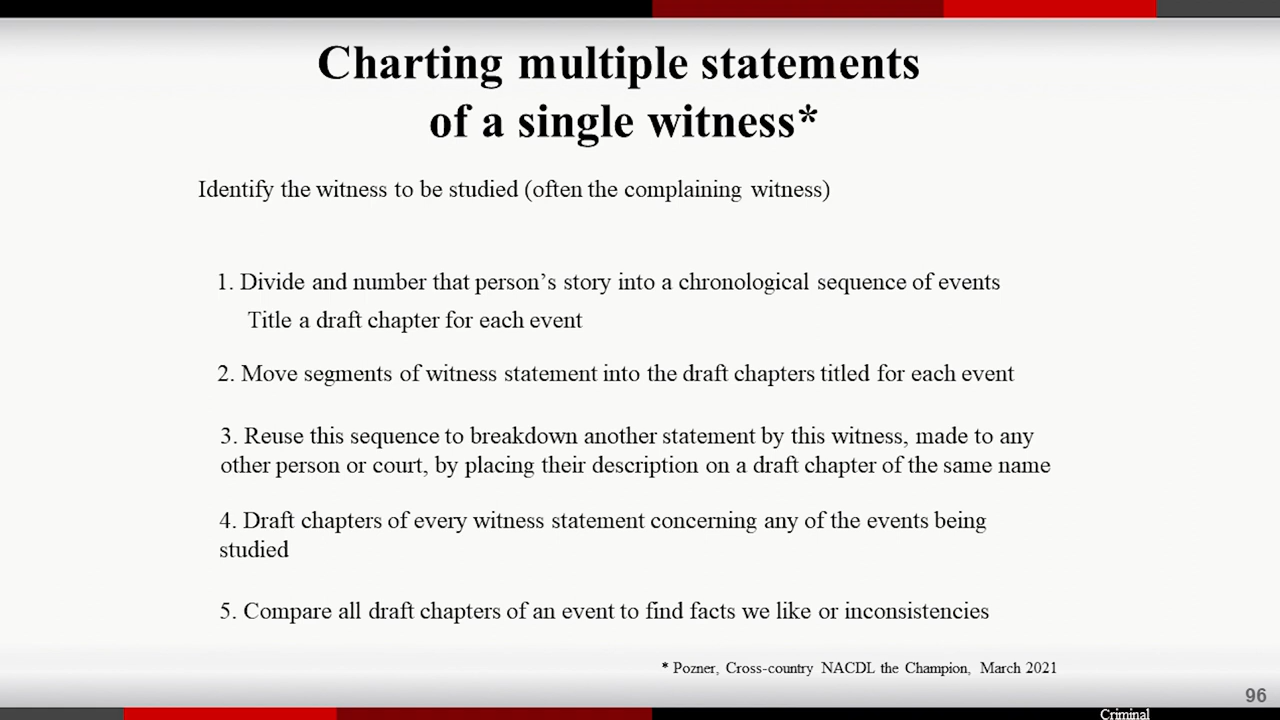 Charting multiple statements
of a single witness*
Identify the witness to be studied (often the complaining witness)
1. Divide and number that person’s story into a chronological sequence of events
Title a draft chapter for each event
2. Move segments of witness statement into the draft chapters titled for each event
3. Reuse this sequence to breakdown another statement by this witness, made to any
other person or court, by placing their description on a draft chapter of the same name
4. Draft chapters of every witness statement concerning any of the events being
studied
5. Compare all draft chapters of an event to find facts we like or inconsistencies
* Pozner, Cross-country NACDL the Champion, March 2021
96
Criminal